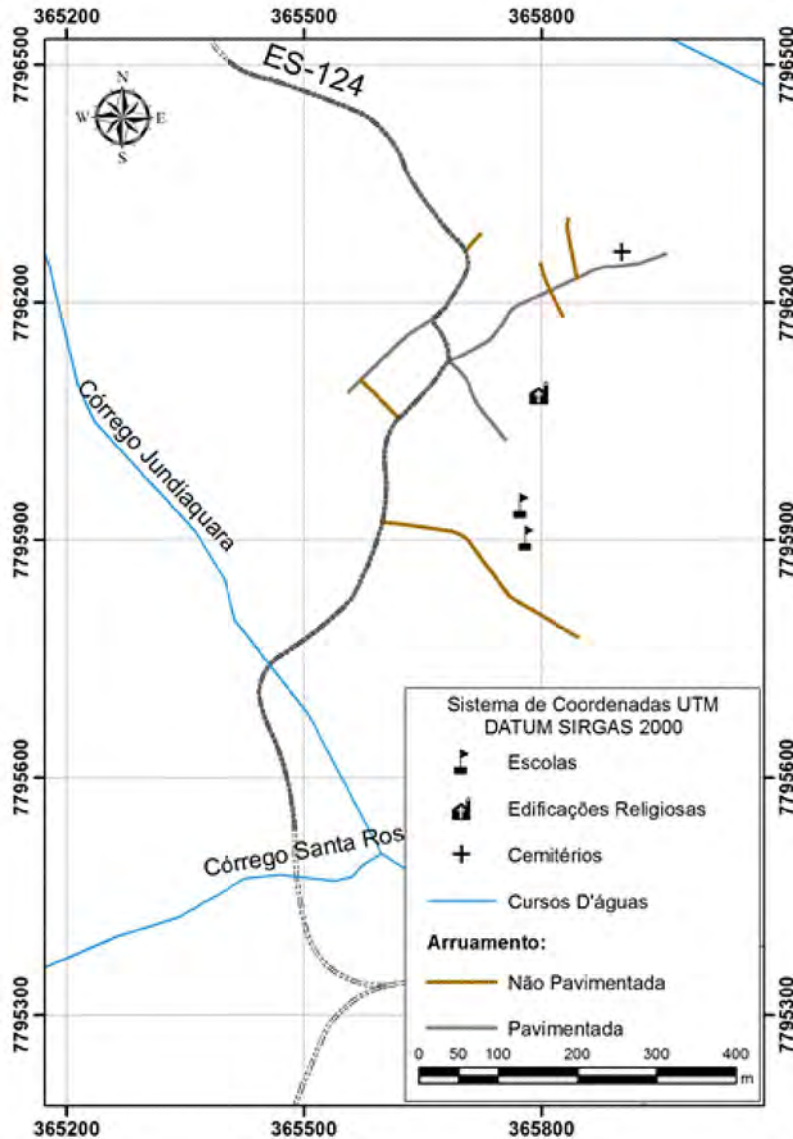 365200 365500 365800
7796500 7796500
ES-124
N
W E
S
7796200 7796200
Córrego Jundiaquara
7795900 7795900
Sistema de Coordenadas UTM
DATUM SIRGAS 2000
Escolas
7795600 7795600
Edificações Religiosas
Córrego Santa Ros
Cemitérios
Cursos D'águas
Arruamento:
Não Pavimentada
7795300 7795300
Pavimentada
0 50 100 200 300 400
m
365200 365500 365800